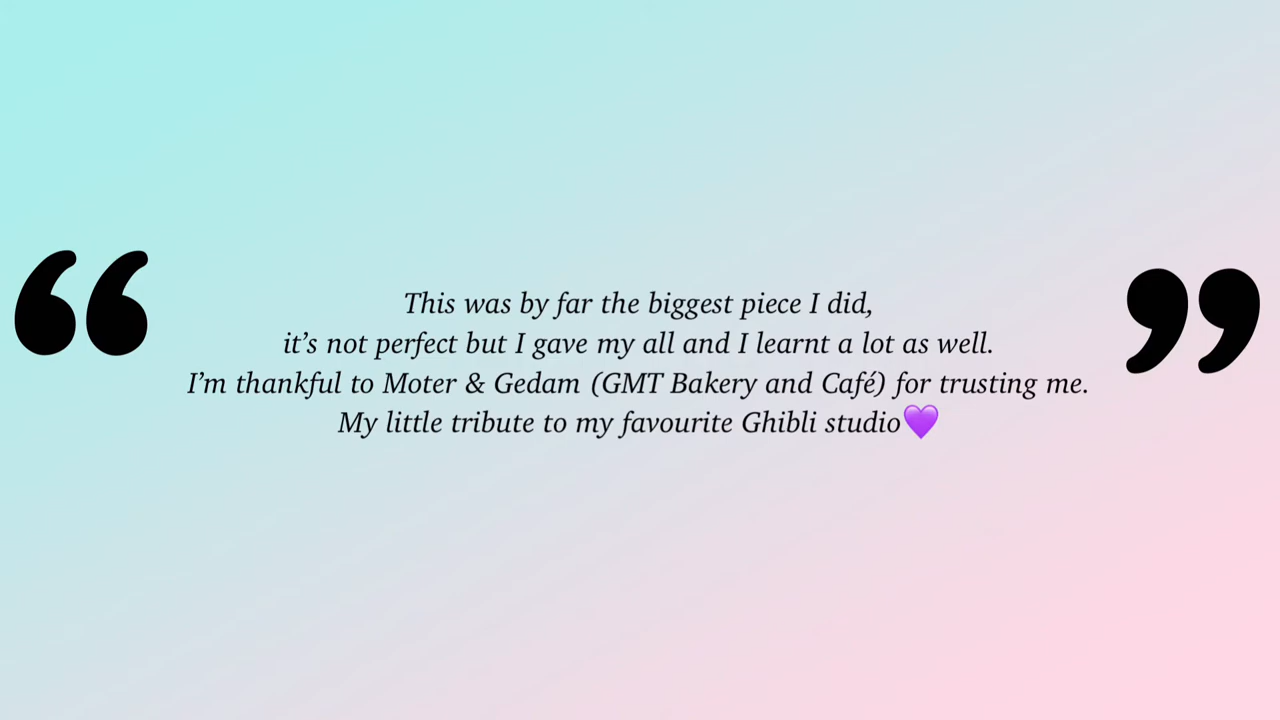 “
This was by far the biggest piece I did,
it’s not perfect but I gave my all and I learnt a lot as well.
I’m thankful to Moter & Gedam (GMT Bakery and Café) for trusting me.
My little tribute to my favourite Ghibli studio💜
”